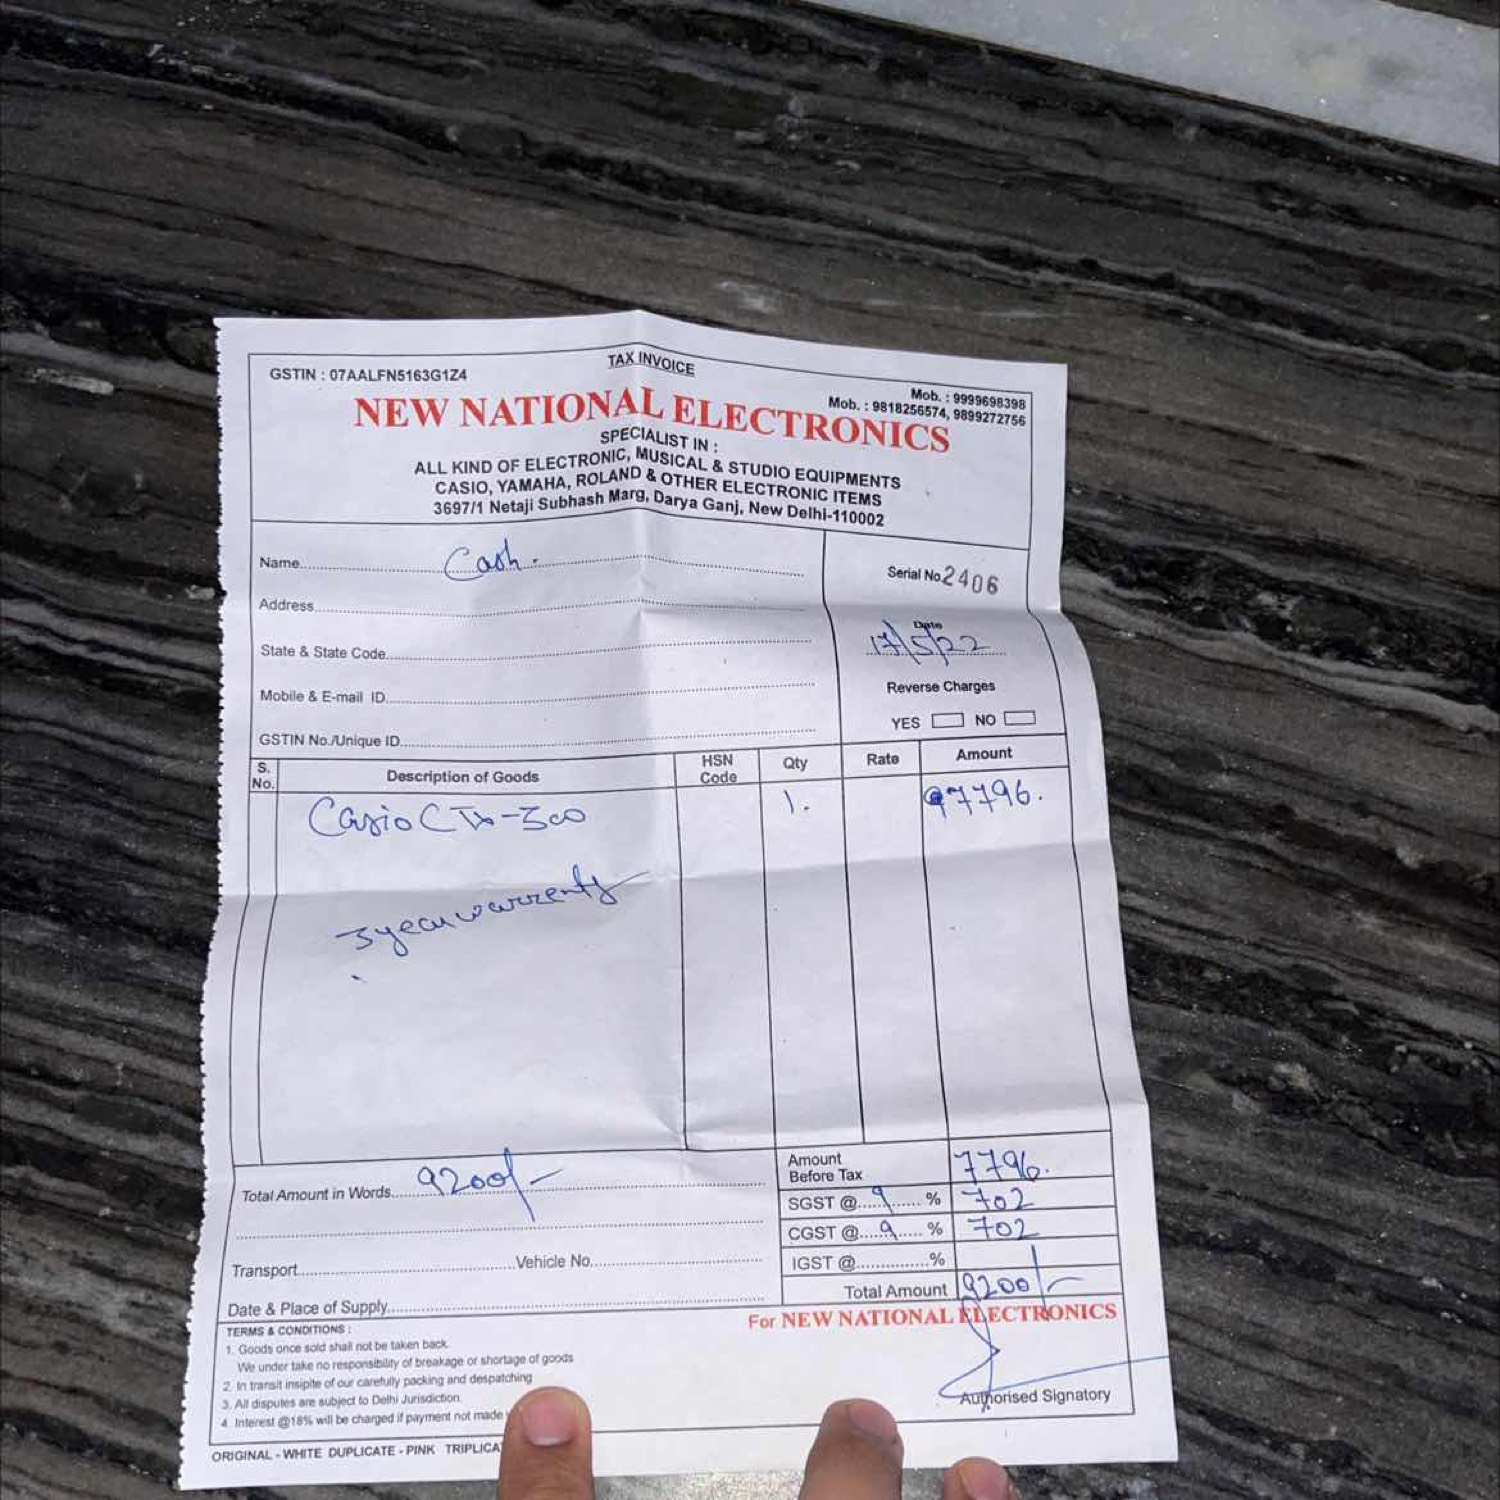 TAX INVOICE
GSTIN : 07AALFN5163G1Z4
Mob. : 9999698398
Mob. : 9818256574, 9899272756
NEW NATIONAL ELECTRONICS
SPECIALIST IN :
ALL KIND OF ELECTRONIC, MUSICAL & STUDIO EQUIPMENTS
CASIO, YAMAHA, ROLAND & OTHER ELECTRONIC ITEMS
3697/1 Netaji Subhash Marg, Darya Ganj, New Delhi-110002
Name Cash.
Serial No. 2406
Address
Date
17/5/22
State & State Code
Mobile & E-mail ID
Reverse Charges
YES NO
GSTIN No./Unique ID
S. No. Description of Goods HSN Code Qty Rate Amount
Casio CTX-300 1. 7796.
3 year warrenty
Amount Before Tax 7796.
Total Amount in Words 9200/-
SGST @ 9 % 702
CGST @ 9 % 702
IGST @ %
Transport Vehicle No.
Total Amount 9200/-
Date & Place of Supply
For NEW NATIONAL ELECTRONICS
TERMS & CONDITIONS :
1. Goods once sold shall not be taken back.
We under take no responsibility of breakage or shortage of goods
2. In transit insipite of our carefully packing and despatching
3. All disputes are subject to Delhi Jurisdiction.
4. Interest @18% will be charged if payment not made
Authorised Signatory
ORIGINAL - WHITE DUPLICATE - PINK